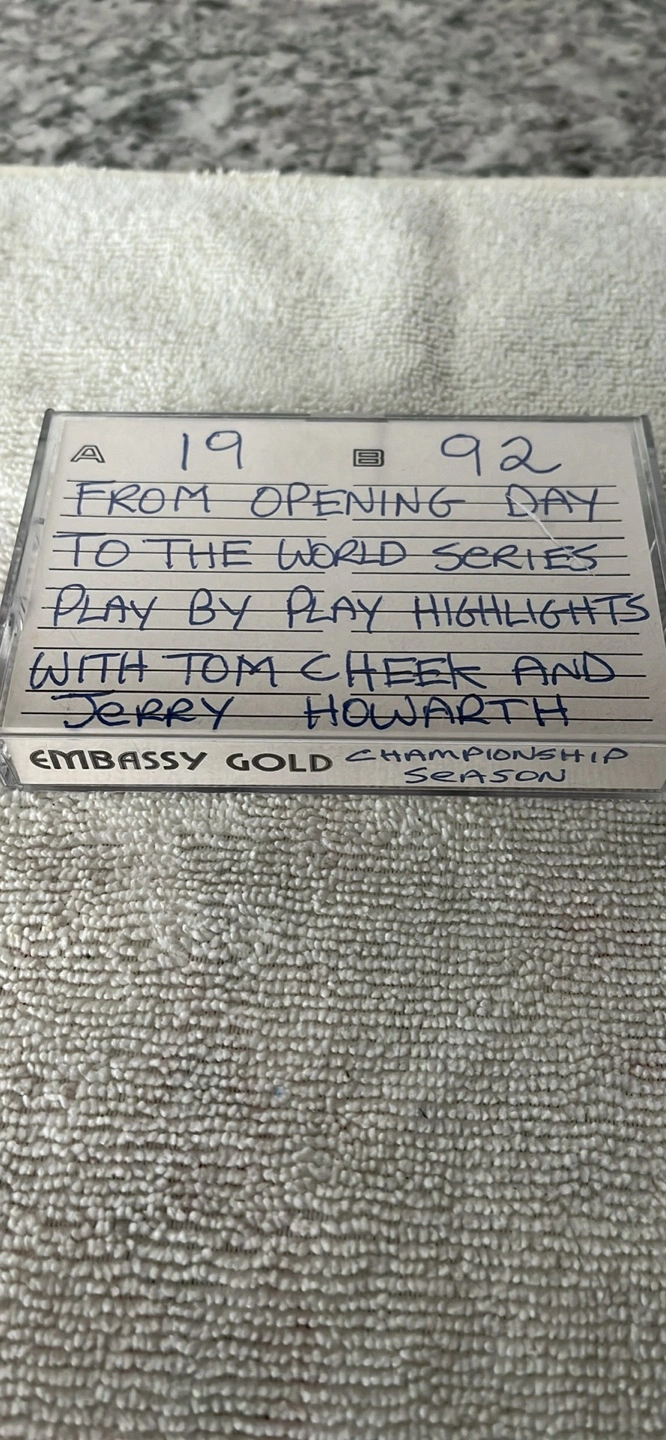 A 19 B 92
FROM OPENING DAY
TO THE WORLD SERIES
PLAY BY PLAY HIGHLIGHTS
WITH TOM CHEEK AND
JERRY HOWARTH
EMBASSY GOLD CHAMPIONSHIP
SEASON